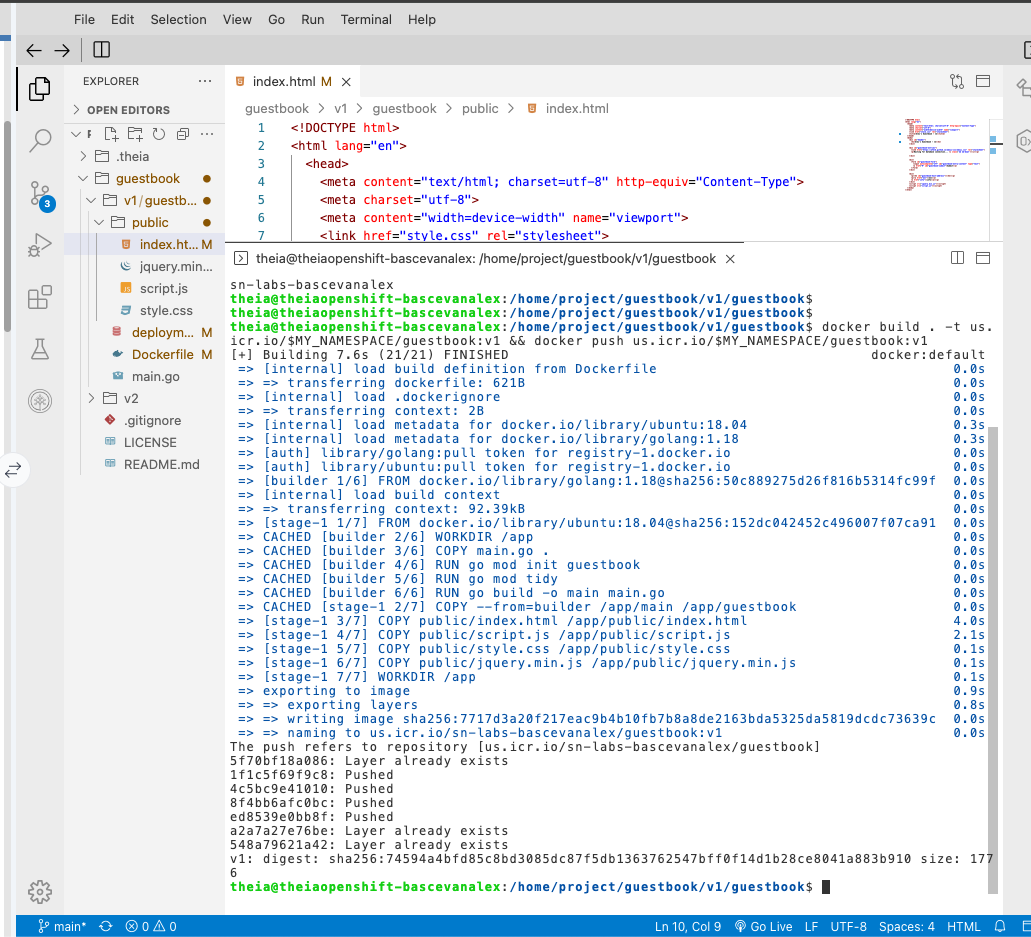 File Edit Selection View Go Run Terminal Help
EXPLORER
OPEN EDITORS
.theia
guestbook
v1/guestb...
public
index.ht... M
jquery.min...
script.js
style.css
deploym... M
Dockerfile M
main.go
v2
.gitignore
LICENSE
README.md
3
index.html M
guestbook > v1 > guestbook > public > index.html
1 <!DOCTYPE html>
2 <html lang="en">
3 <head>
4 <meta content="text/html; charset=utf-8" http-equiv="Content-Type">
5 <meta charset="utf-8">
6 <meta content="width=device-width" name="viewport">
7 <link href="style.css" rel="stylesheet">
theia@theiaopenshift-bascevanalex: /home/project/guestbook/v1/guestbook
sn-labs-bascevanalex
theia@theiaopenshift-bascevanalex:/home/project/guestbook/v1/guestbook$
theia@theiaopenshift-bascevanalex:/home/project/guestbook/v1/guestbook$
theia@theiaopenshift-bascevanalex:/home/project/guestbook/v1/guestbook$ docker build . -t us.
icr.io/$MY_NAMESPACE/guestbook:v1 && docker push us.icr.io/$MY_NAMESPACE/guestbook:v1
[+] Building 7.6s (21/21) FINISHED docker:default
=> [internal] load build definition from Dockerfile 0.0s
=> => transferring dockerfile: 621B 0.0s
=> [internal] load .dockerignore 0.0s
=> => transferring context: 2B 0.0s
=> [internal] load metadata for docker.io/library/ubuntu:18.04 0.3s
=> [internal] load metadata for docker.io/library/golang:1.18 0.3s
=> [auth] library/golang:pull token for registry-1.docker.io 0.0s
=> [auth] library/ubuntu:pull token for registry-1.docker.io 0.0s
=> [builder 1/6] FROM docker.io/library/golang:1.18@sha256:50c889275d26f816b5314fc99f 0.0s
=> [internal] load build context 0.0s
=> => transferring context: 92.39kB 0.0s
=> [stage-1 1/7] FROM docker.io/library/ubuntu:18.04@sha256:152dc042452c496007f07ca91 0.0s
=> CACHED [builder 2/6] WORKDIR /app 0.0s
=> CACHED [builder 3/6] COPY main.go . 0.0s
=> CACHED [builder 4/6] RUN go mod init guestbook 0.0s
=> CACHED [builder 5/6] RUN go mod tidy 0.0s
=> CACHED [builder 6/6] RUN go build -o main main.go 0.0s
=> CACHED [stage-1 2/7] COPY --from=builder /app/main /app/guestbook 0.0s
=> [stage-1 3/7] COPY public/index.html /app/public/index.html 4.0s
=> [stage-1 4/7] COPY public/script.js /app/public/script.js 2.1s
=> [stage-1 5/7] COPY public/style.css /app/public/style.css 0.1s
=> [stage-1 6/7] COPY public/jquery.min.js /app/public/jquery.min.js 0.1s
=> [stage-1 7/7] WORKDIR /app 0.1s
=> exporting to image 0.9s
=> => exporting layers 0.8s
=> => writing image sha256:7717d3a20f217eac9b4b10fb7b8a8de2163bda5325da5819dcdc73639c 0.0s
=> => naming to us.icr.io/sn-labs-bascevanalex/guestbook:v1 0.0s
The push refers to repository [us.icr.io/sn-labs-bascevanalex/guestbook]
5f70bf18a086: Layer already exists
1f1c5f69f9c8: Pushed
4c5bc9e41010: Pushed
8f4bb6afc0bc: Pushed
ed8539e0bb8f: Pushed
a2a7a27e76be: Layer already exists
548a79621a42: Layer already exists
v1: digest: sha256:74594a4bfd85c8bd3085dc87f5db1363762547bff0f14d1b28ce8041a883b910 size: 177
6
theia@theiaopenshift-bascevanalex:/home/project/guestbook/v1/guestbook$
main* 0 0 Ln 10, Col 9 Go Live LF UTF-8 Spaces: 4 HTML